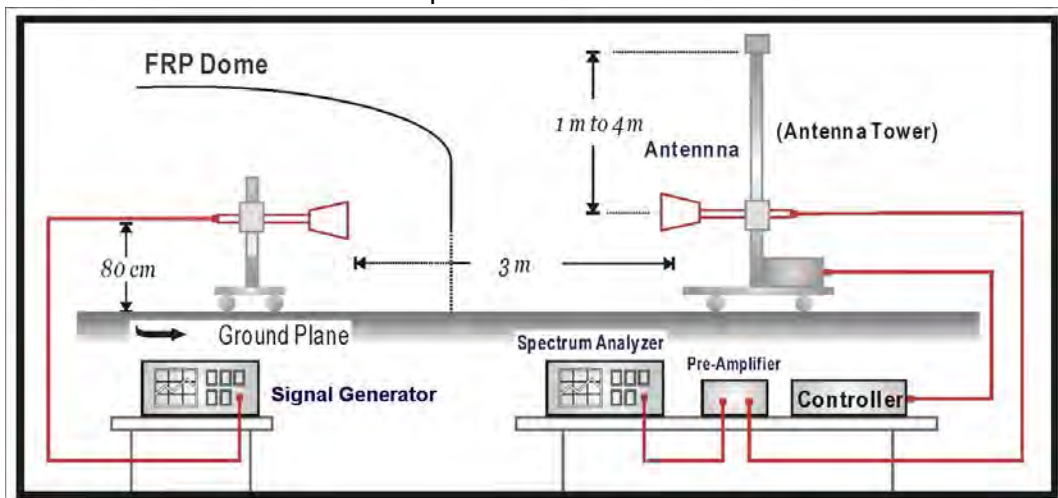 FRP Dome
1 m to 4 m
(Antenna Tower)
Antennna
80 cm
3 m
Ground Plane
Spectrum Analyzer
Pre-Amplifier
Signal Generator
Controller